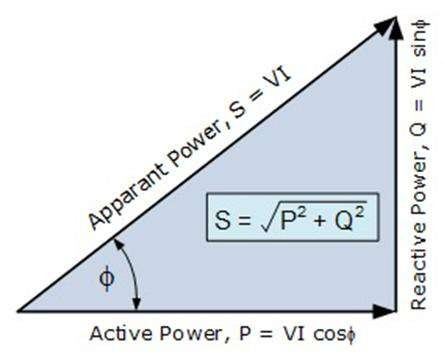 Apparant Power, S = VI
Reactive Power, Q = VI sinϕ
S = √P² + Q²
ϕ
Active Power, P = VI cosϕ